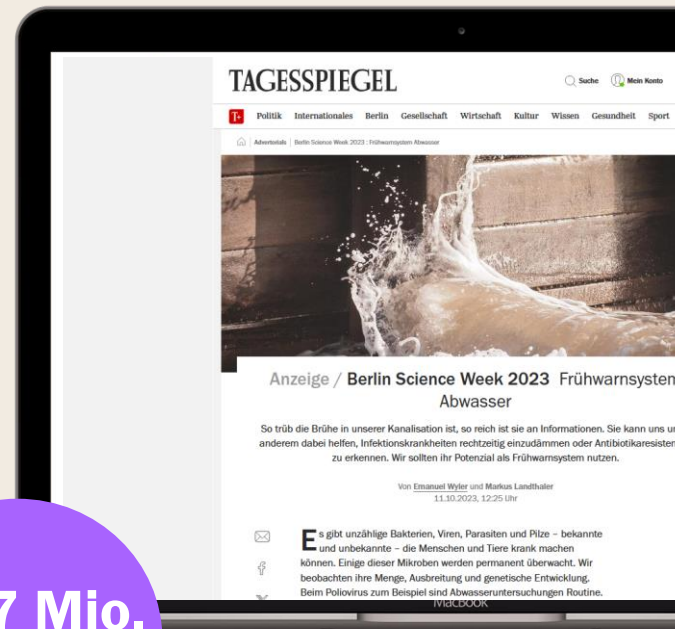 TAGESSPIEGEL
Suche
Mein Konto
T+ Politik Internationales Berlin Gesellschaft Wirtschaft Kultur Wissen Gesundheit Sport
Advertorials | Berlin Science Week 2023 : Frühwarnsystem Abwasser
Anzeige / Berlin Science Week 2023 Frühwarnsystem
Abwasser
So trüb die Brühe in unserer Kanalisation ist, so reich ist sie an Informationen. Sie kann uns
anderem dabei helfen, Infektionskrankheiten rechtzeitig einzudämmen oder Antibiotikaresisten
zu erkennen. Wir sollten ihr Potenzial als Frühwarnsystem nutzen.
Von Emanuel Wyler und Markus Landthaler
11.10.2023, 12:25 Uhr
Es gibt unzählige Bakterien, Viren, Parasiten und Pilze – bekannte
und unbekannte – die Menschen und Tiere krank machen
können. Einige dieser Mikroben werden permanent überwacht. Wir
beobachten ihre Menge, Ausbreitung und genetische Entwicklung.
Beim Poliovirus zum Beispiel sind Abwasseruntersuchungen Routine.
MacBook
7 Mio.